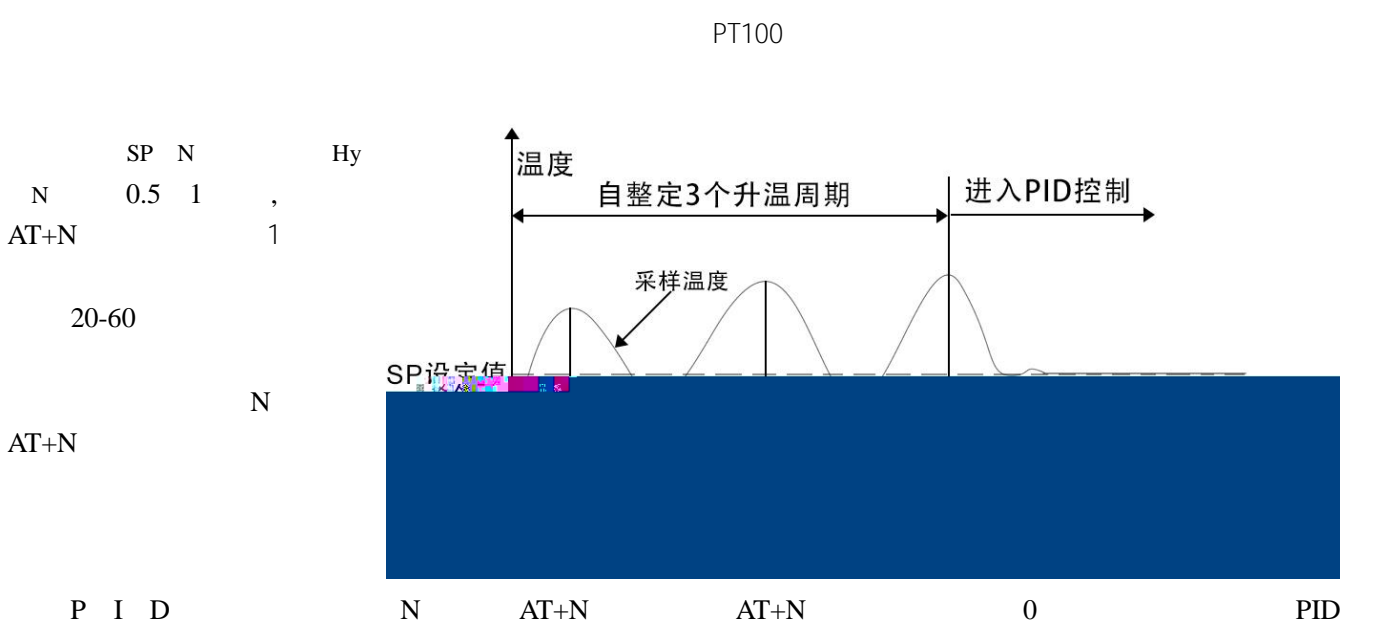 PT100
SP N Hy
N 0.5 1 ,
AT+N 1
20-60
N
AT+N
温度
自整定3个升温周期
进入PID控制
采样温度
SP设定值
P I D N AT+N AT+N 0 PID